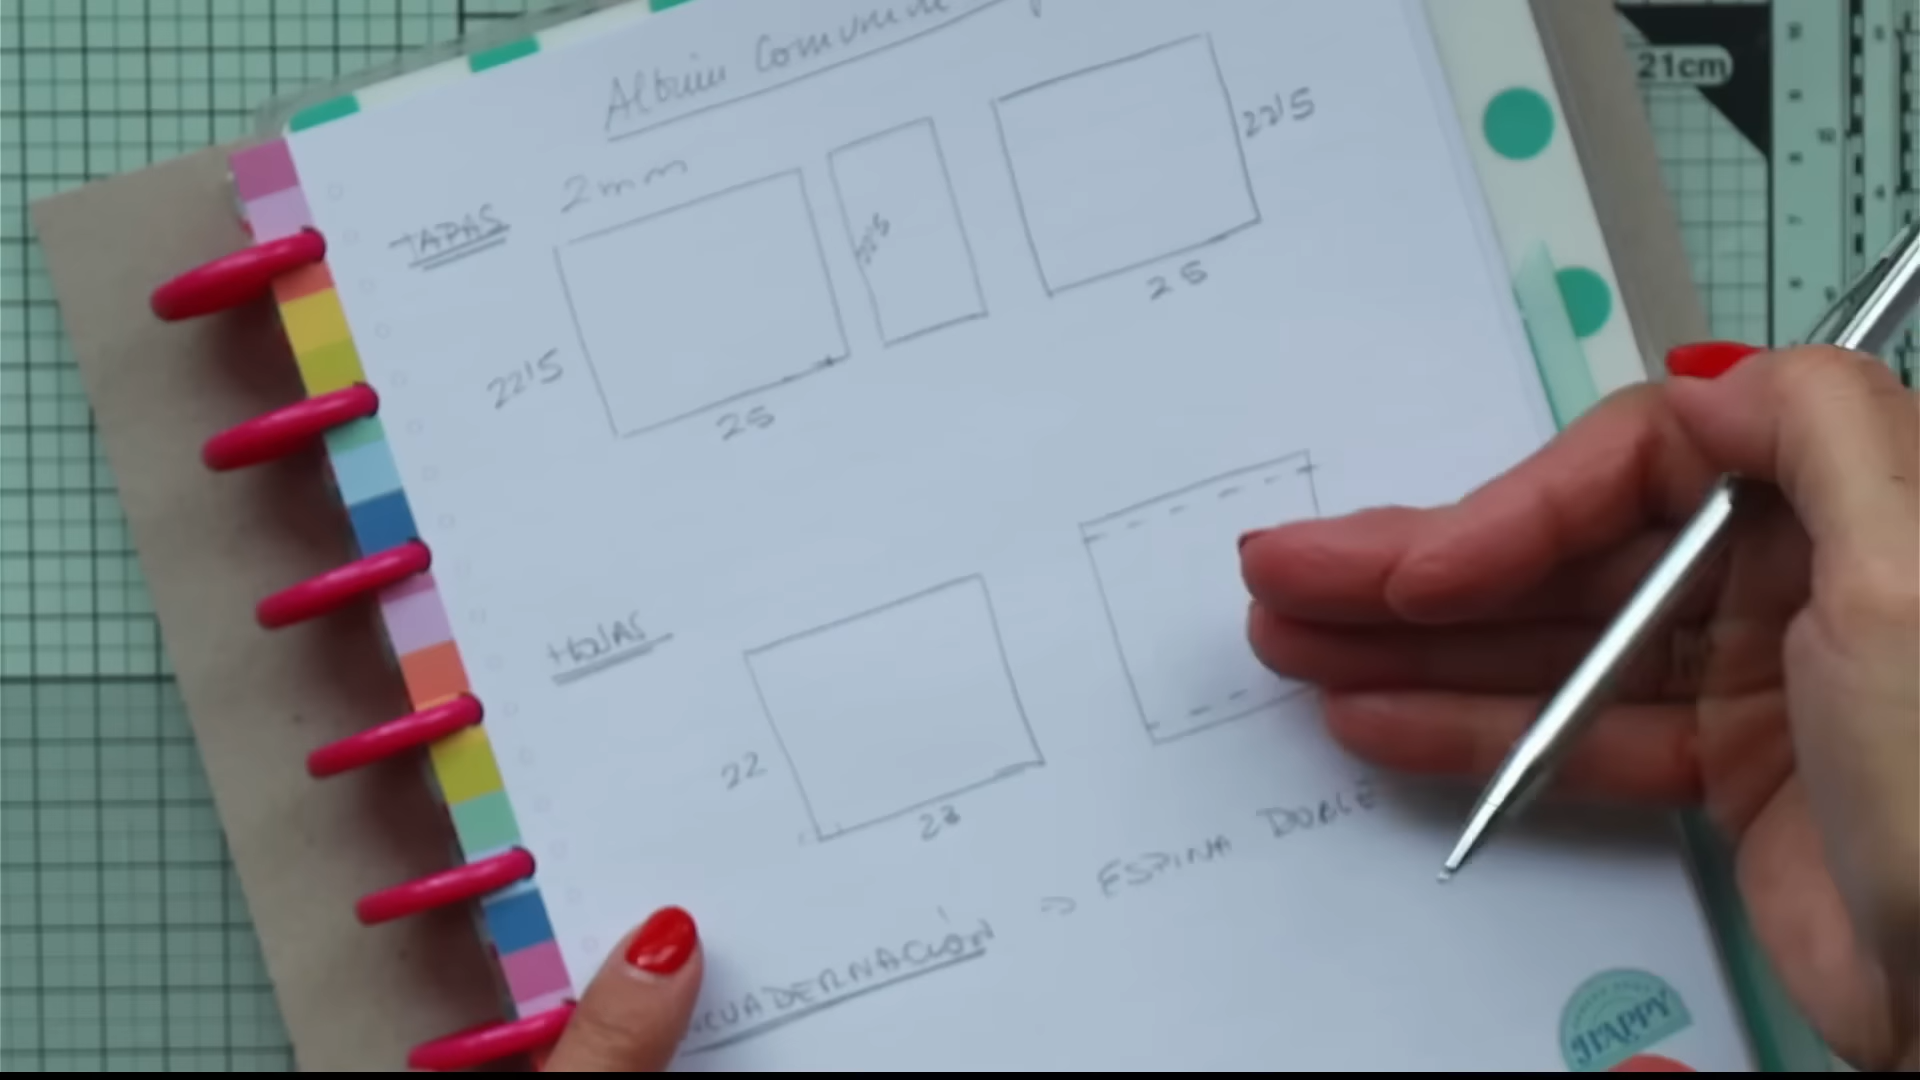 Album Comunión
2mm
TAPAS
22'5
25
22'5
22'5
25
HOJAS
22
23
ENCUADERNACIÓN => ESPINA DOBLE
21cm
HAPPY